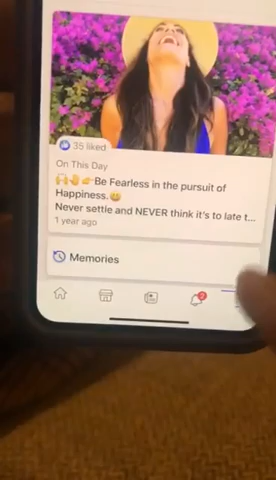 35 liked
On This Day
🙌👋👉Be Fearless in the pursuit of
Happiness.😃
Never settle and NEVER think it's to late t...
1 year ago
Memories
2